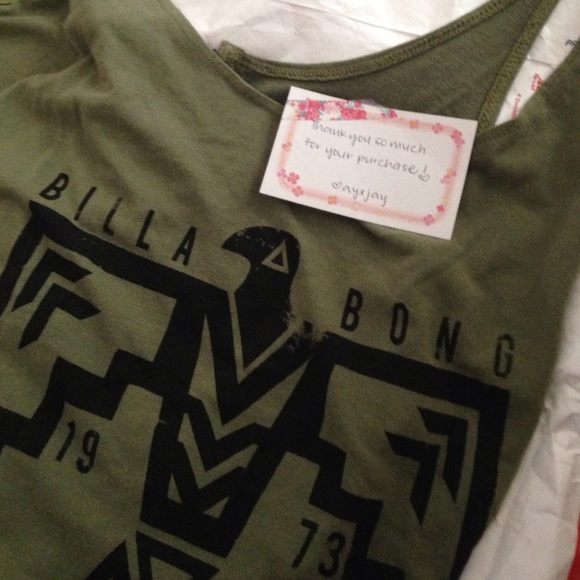 Thank you so much
for your purchase!
♡ayxjay
BILLA BONG
19 73